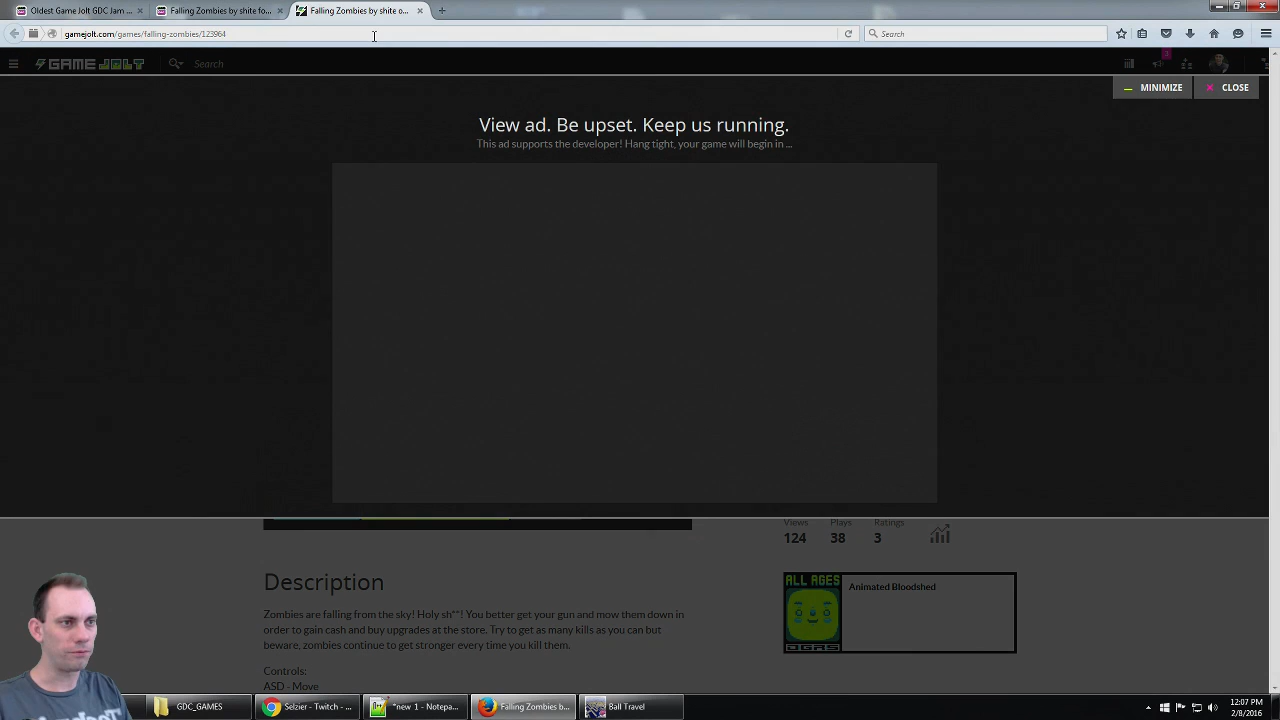 Oldest Game Jolt GDC Jam ...
Falling Zombies by shite fo...
Falling Zombies by shite o...
gamejolt.com/games/falling-zombies/123964
Search
GAME JOLT
Search
MINIMIZE
CLOSE
View ad. Be upset. Keep us running.
This ad supports the developer! Hang tight, your game will begin in ...
Views
Plays
Ratings
124
38
3
Description
ALL AGES
Animated Bloodshed
Zombies are falling from the sky! Holy sh**! You better get your gun and mow them down in
order to gain cash and buy upgrades at the store. Try to get as many kills as you can but
beware, zombies continue to get stronger every time you kill them.
DGAS
Controls:
ASD - Move
GDC_GAMES
Selzier - Twitch - ...
*new 1 - Notepa...
Falling Zombies b...
Ball Travel
12:07 PM
2/8/2016